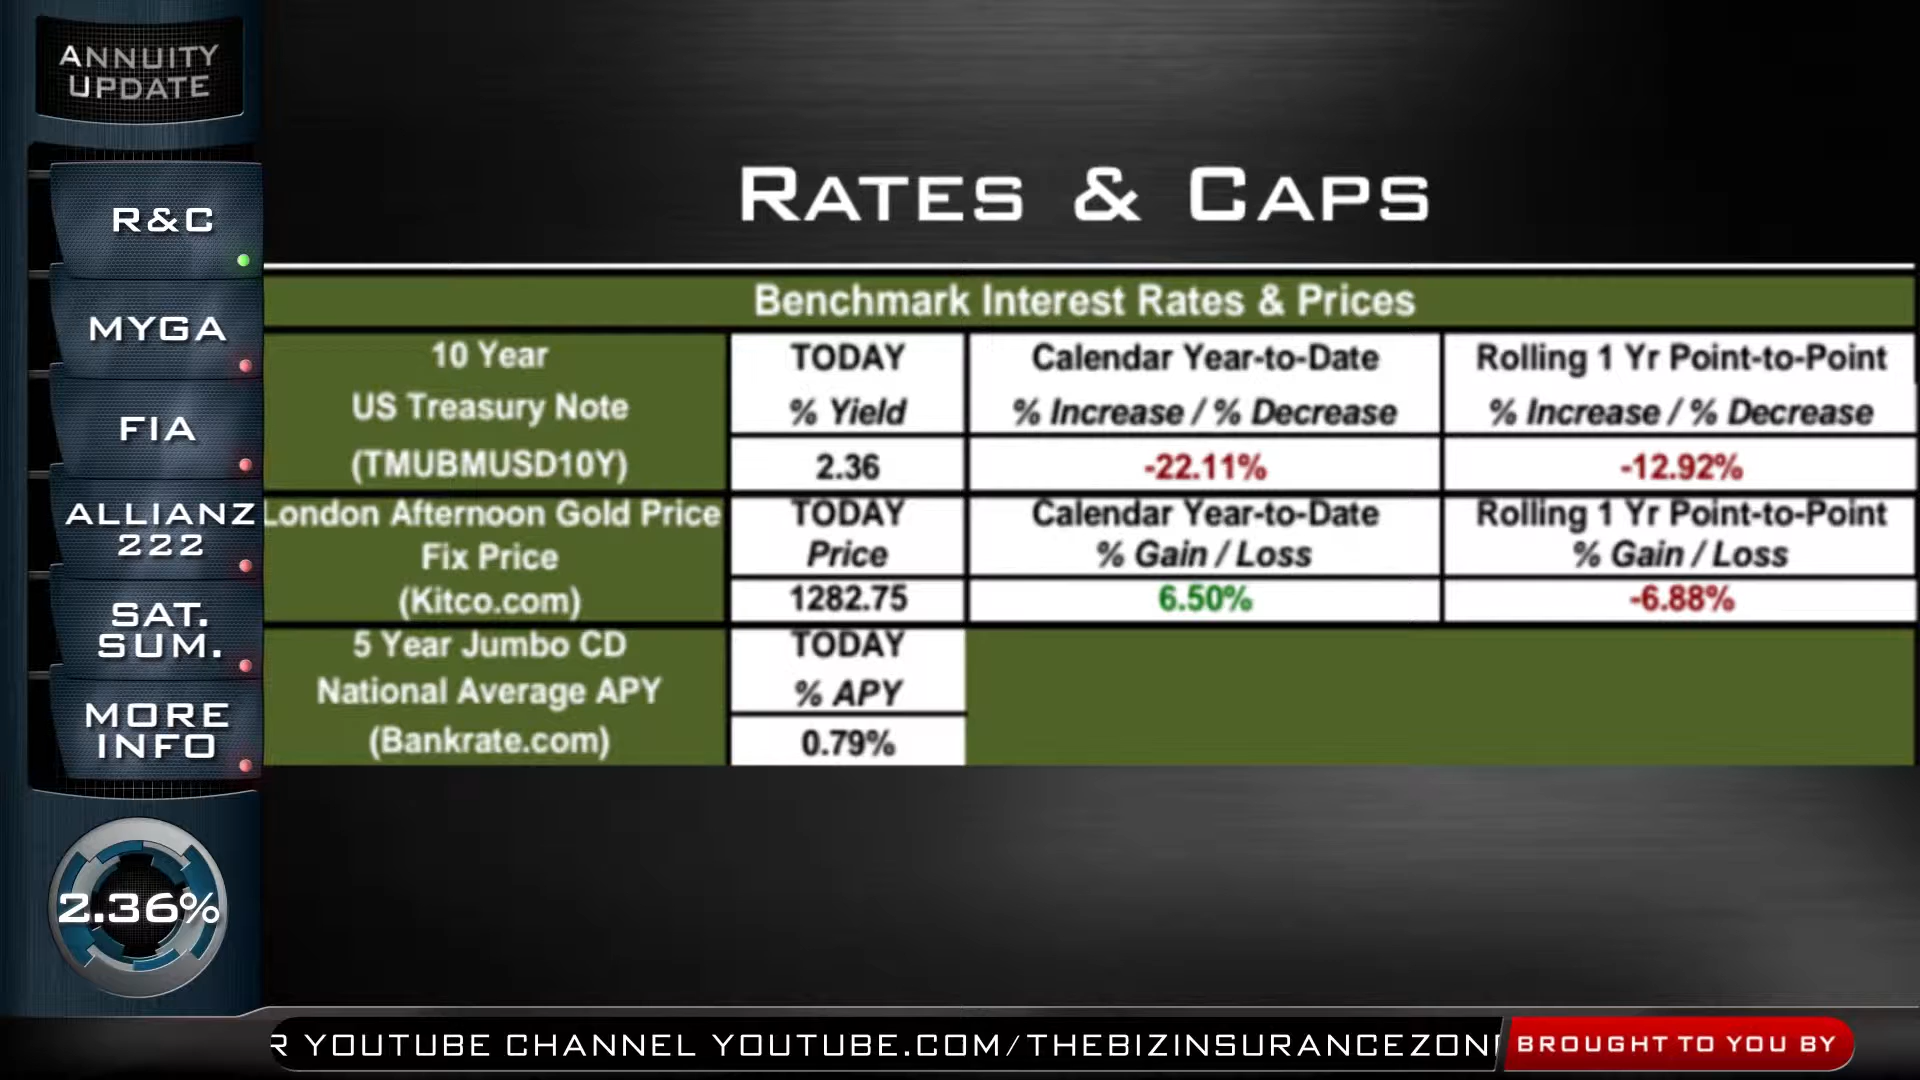 ANNUITY
UPDATE
R&C
MYGA
FIA
ALLIANZ
222
SAT.
SUM.
MORE
INFO
2.36%
RATES & CAPS
Benchmark Interest Rates & Prices
10 Year
US Treasury Note
(TMUBMUSD10Y)
TODAY
% Yield
2.36
Calendar Year-to-Date
% Increase / % Decrease
-22.11%
Rolling 1 Yr Point-to-Point
% Increase / % Decrease
-12.92%
London Afternoon Gold Price
Fix Price
(Kitco.com)
TODAY
Price
1282.75
Calendar Year-to-Date
% Gain / Loss
6.50%
Rolling 1 Yr Point-to-Point
% Gain / Loss
-6.88%
5 Year Jumbo CD
National Average APY
(Bankrate.com)
TODAY
% APY
0.79%
R YOUTUBE CHANNEL YOUTUBE.COM/THEBIZINSURANCEZON
BROUGHT TO YOU BY